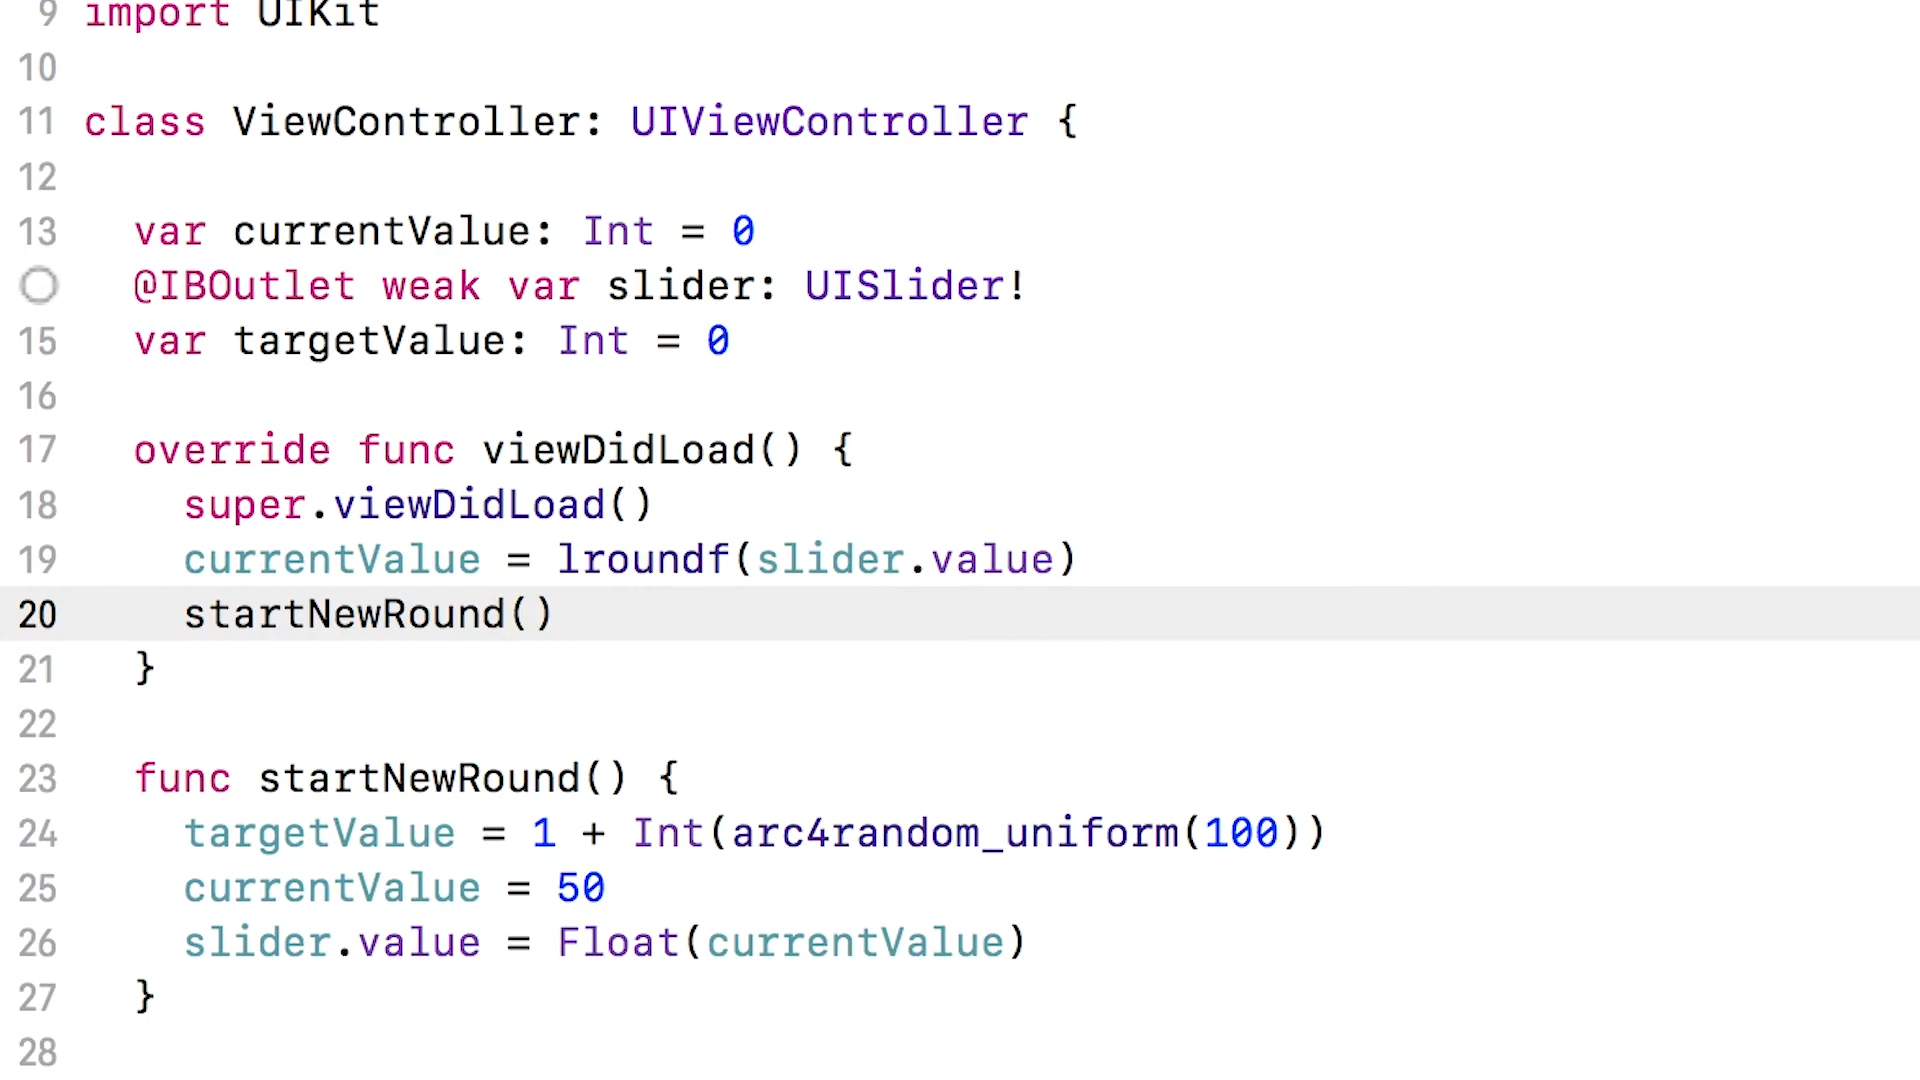 9 import UIKit
10
11 class ViewController: UIViewController {
12
13 var currentValue: Int = 0
@IBOutlet weak var slider: UISlider!
15 var targetValue: Int = 0
16
17 override func viewDidLoad() {
18 super.viewDidLoad()
19 currentValue = lroundf(slider.value)
20 startNewRound()
21 }
22
23 func startNewRound() {
24 targetValue = 1 + Int(arc4random_uniform(100))
25 currentValue = 50
26 slider.value = Float(currentValue)
27 }
28